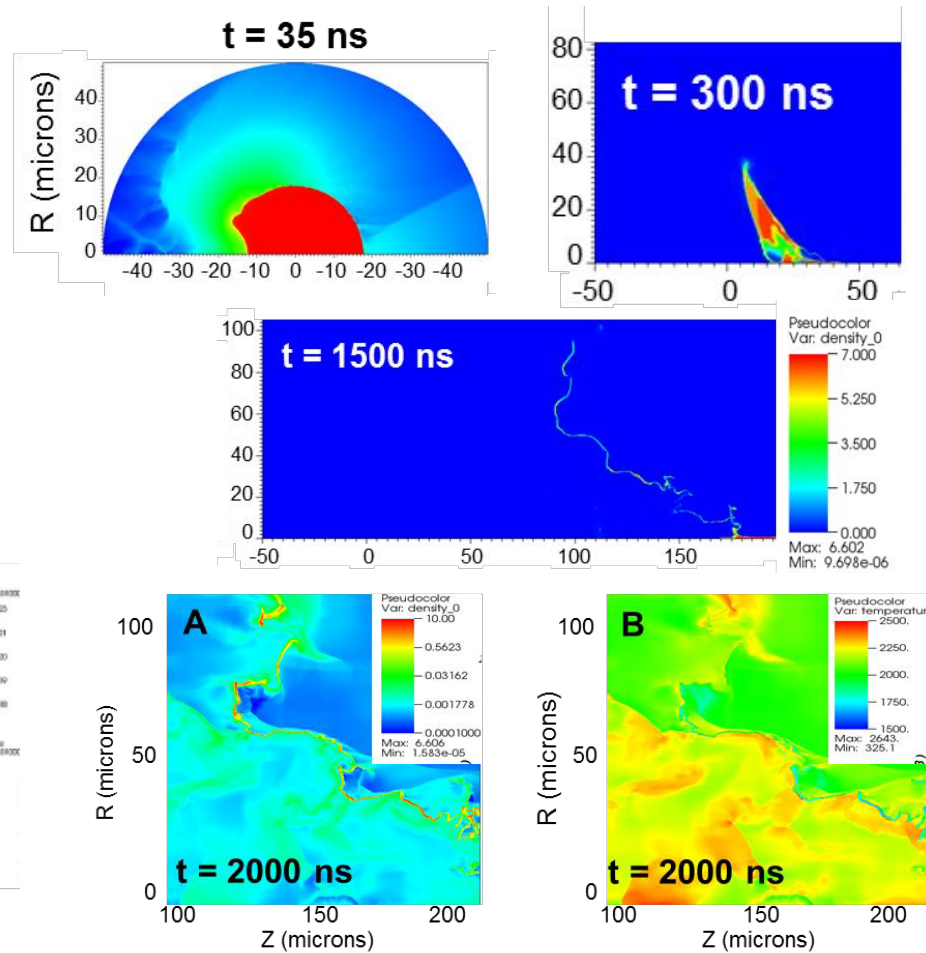 t = 35 ns
R (microns)
40
30
20
10
0
-40 -30 -20 -10 0 -10 -20 -30 -40
80
60
40
20
0
t = 300 ns
-50 0 50
100
80
60
40
20
0
t = 1500 ns
-50 0 50 100 150
Pseudocolor
Var: density_0
7.000
5.250
3.500
1.750
0.000
Max: 6.602
Min: 9.698e-06
A
Pseudocolor
Var: density_0
10.00
0.5623
0.03162
0.001778
0.0001000
Max: 6.606
Min: 1.583e-05
R (microns)
100
50
0
t = 2000 ns
100 150 200
Z (microns)
B
Pseudocolor
Var: temperatur
2500.
2250.
2000.
1750.
1500.
Max: 2643.
Min: 325.1
R (microns)
100
50
0
t = 2000 ns
100 150 200
Z (microns)